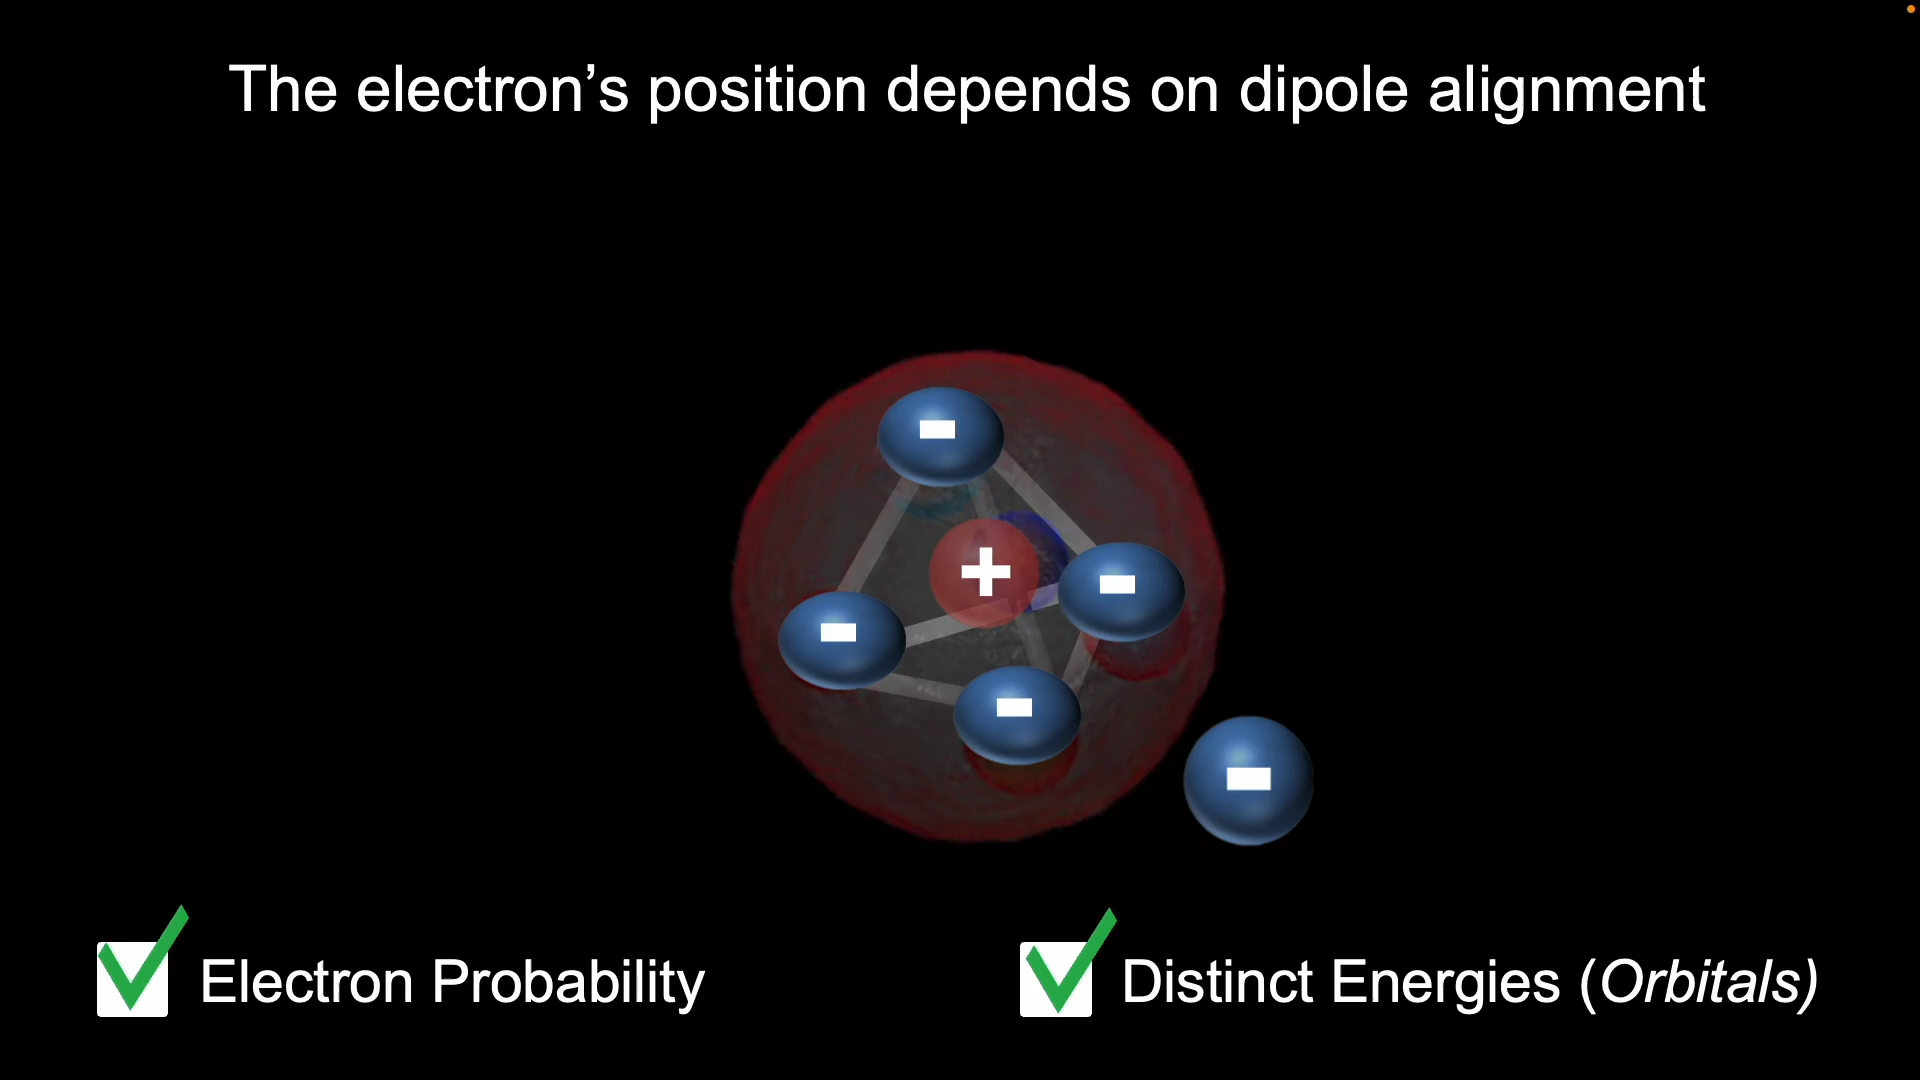 The electron’s position depends on dipole alignment
-
+
-
-
-
-
Electron Probability
Distinct Energies (Orbitals)